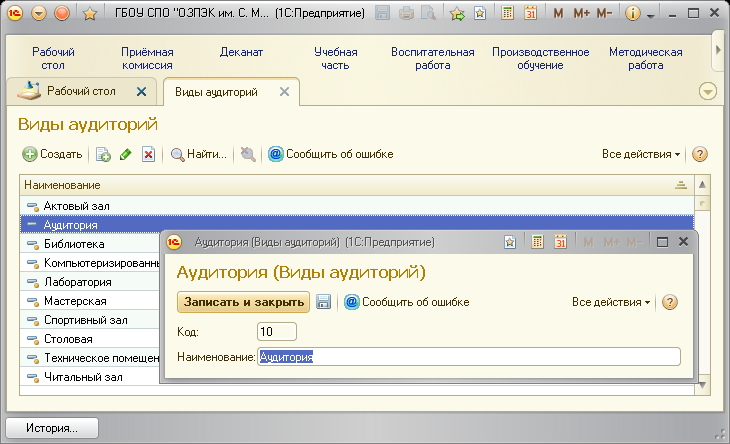 ГБОУ СПО "ОЗПЭК им. С. М... (1С:Предприятие)
M M+ M-
Рабочий стол
Приёмная комиссия
Деканат
Учебная часть
Воспитательная работа
Производственное обучение
Методическая работа
Рабочий стол
Виды аудиторий
Виды аудиторий
Создать
Найти...
Сообщить об ошибке
Все действия
Наименование
Актовый зал
Аудитория
Библиотека
Компьютеризированны
Лаборатория
Мастерская
Спортивный зал
Столовая
Техническое помещен
Читальный зал
Аудитория (Виды аудиторий) (1С:Предприятие)
M M+ M-
Аудитория (Виды аудиторий)
Записать и закрыть
Сообщить об ошибке
Все действия
Код: 10
Наименование: Аудитория
История...